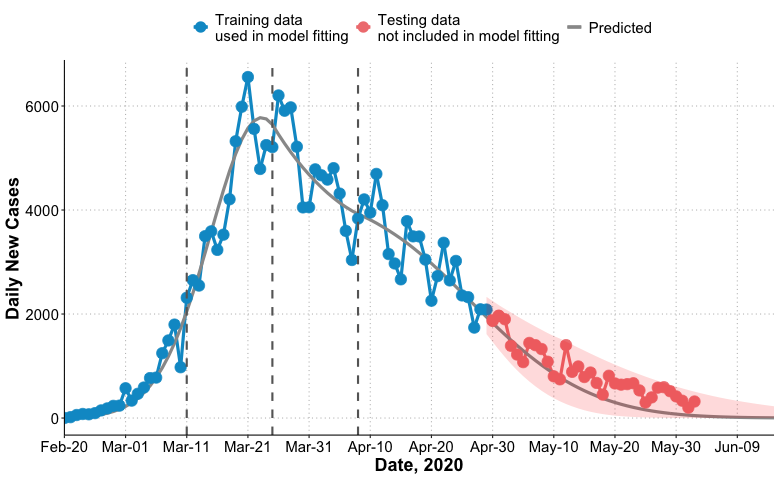 Training data
used in model fitting
Testing data
not included in model fitting
Predicted
Daily New Cases
6000
4000
2000
0
Feb-20 Mar-01 Mar-11 Mar-21 Mar-31 Apr-10 Apr-20 Apr-30 May-10 May-20 May-30 Jun-09
Date, 2020